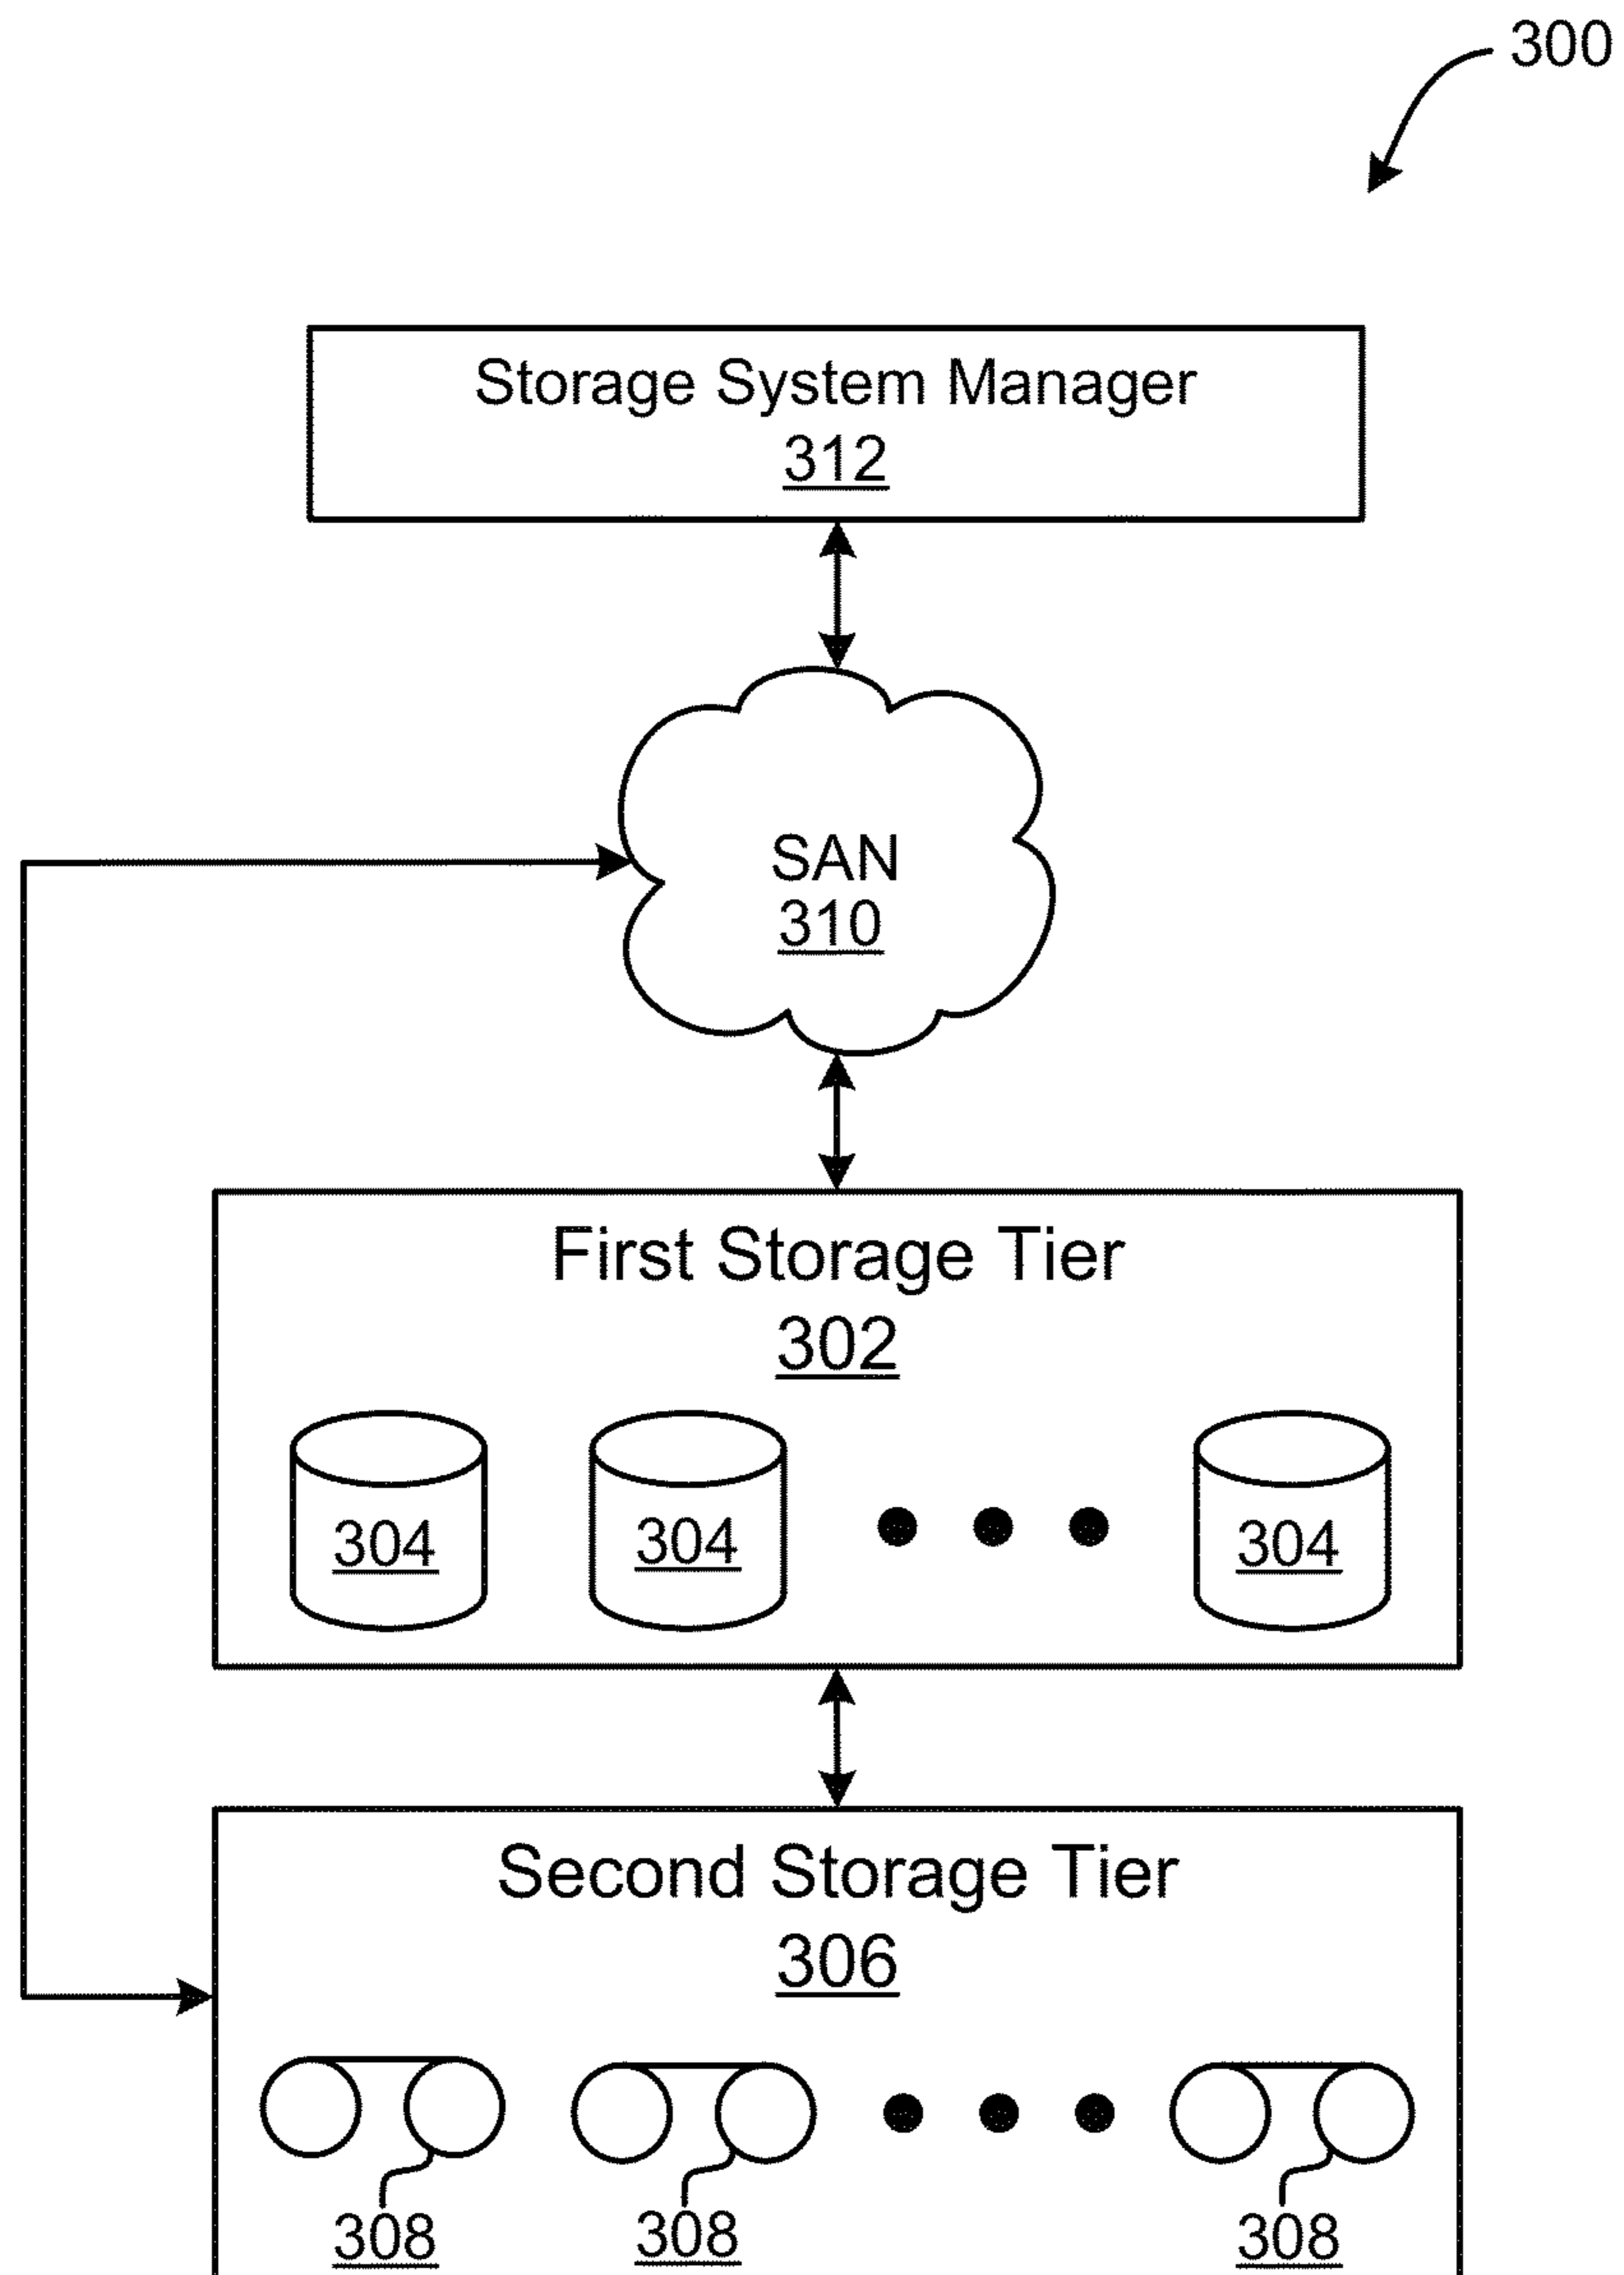 300
Storage System Manager
312
SAN
310
First Storage Tier
302
304 304 304
Second Storage Tier
306
308 308 308